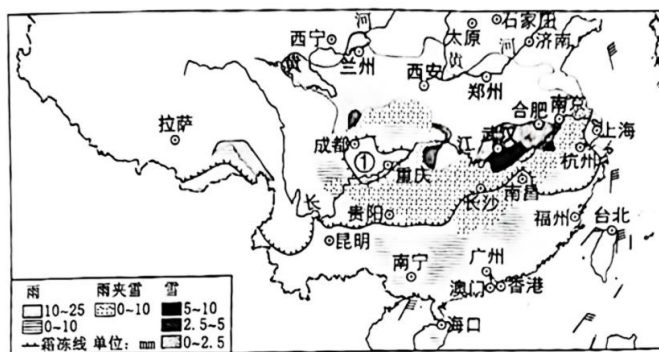 河
石家庄
太原
西宁
济南
兰州
黄
河
西安
郑州
合肥
南京
拉萨
成都
武汉
上海
江
①
重庆
杭州
南昌
长沙
长
贵阳
福州
台北
昆明
南宁
广州
澳门
香港
海口
雨 雨夹雪 雪
10~25 0~10 5~10
0~10 2.5~5
霜冻线 单位:mm 0~2.5